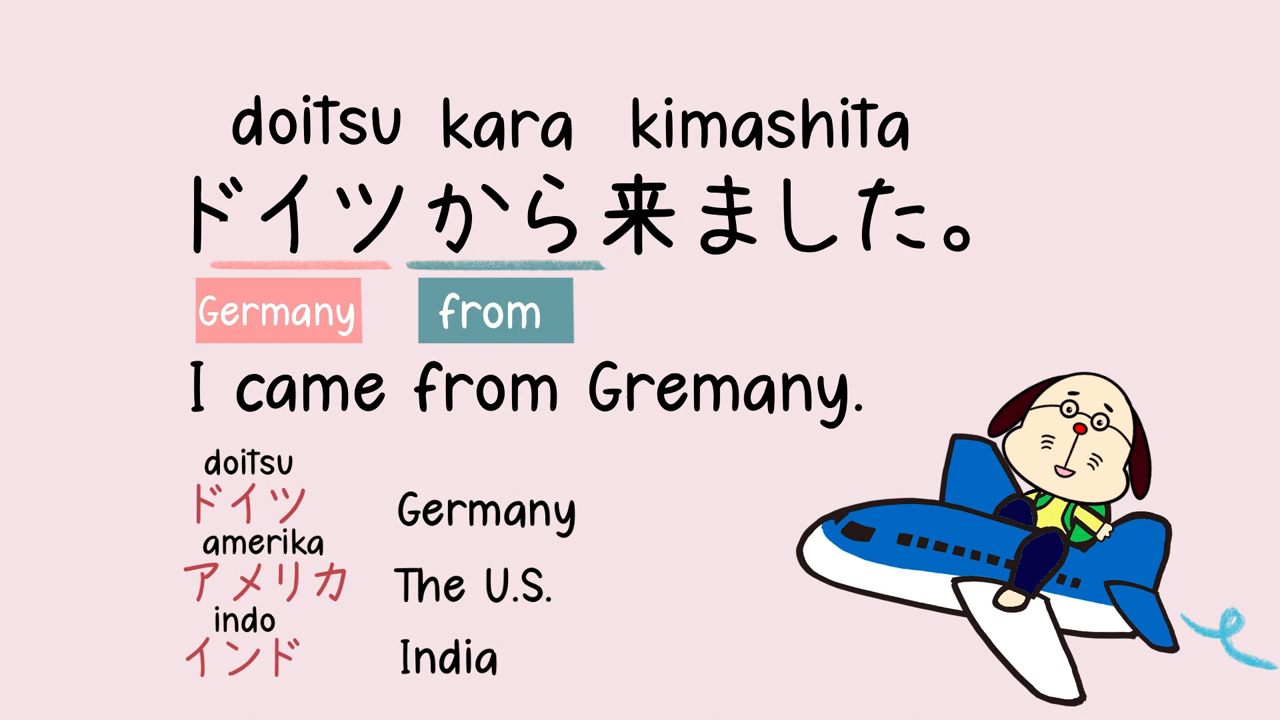 doitsu kara kimashita
ドイツから来ました。
Germany from
I came from Gremany.
doitsu
ドイツ Germany
amerika
アメリカ The U.S.
indo
インド India